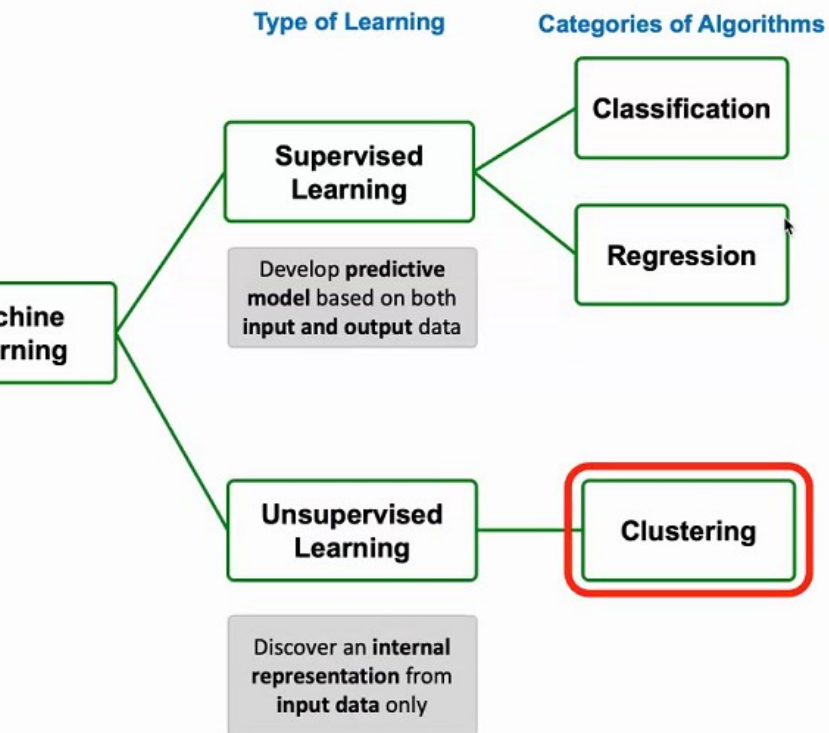 Type of Learning
Categories of Algorithms
Classification
Supervised
Learning
Regression
Develop predictive
model based on both
input and output data
chine
rning
Unsupervised
Learning
Clustering
Discover an internal
representation from
input data only